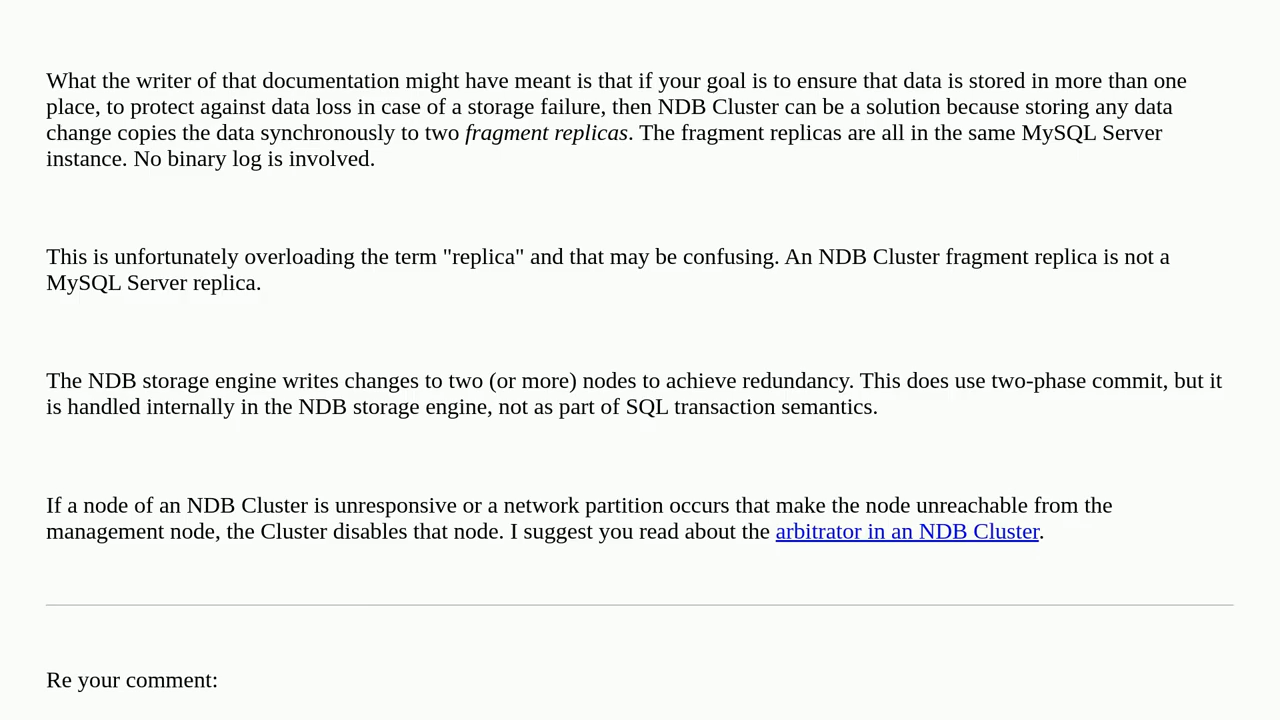 What the writer of that documentation might have meant is that if your goal is to ensure that data is stored in more than one
place, to protect against data loss in case of a storage failure, then NDB Cluster can be a solution because storing any data
change copies the data synchronously to two fragment replicas. The fragment replicas are all in the same MySQL Server
instance. No binary log is involved.
This is unfortunately overloading the term "replica" and that may be confusing. An NDB Cluster fragment replica is not a
MySQL Server replica.
The NDB storage engine writes changes to two (or more) nodes to achieve redundancy. This does use two-phase commit, but it
is handled internally in the NDB storage engine, not as part of SQL transaction semantics.
If a node of an NDB Cluster is unresponsive or a network partition occurs that make the node unreachable from the
management node, the Cluster disables that node. I suggest you read about the arbitrator in an NDB Cluster.
Re your comment: